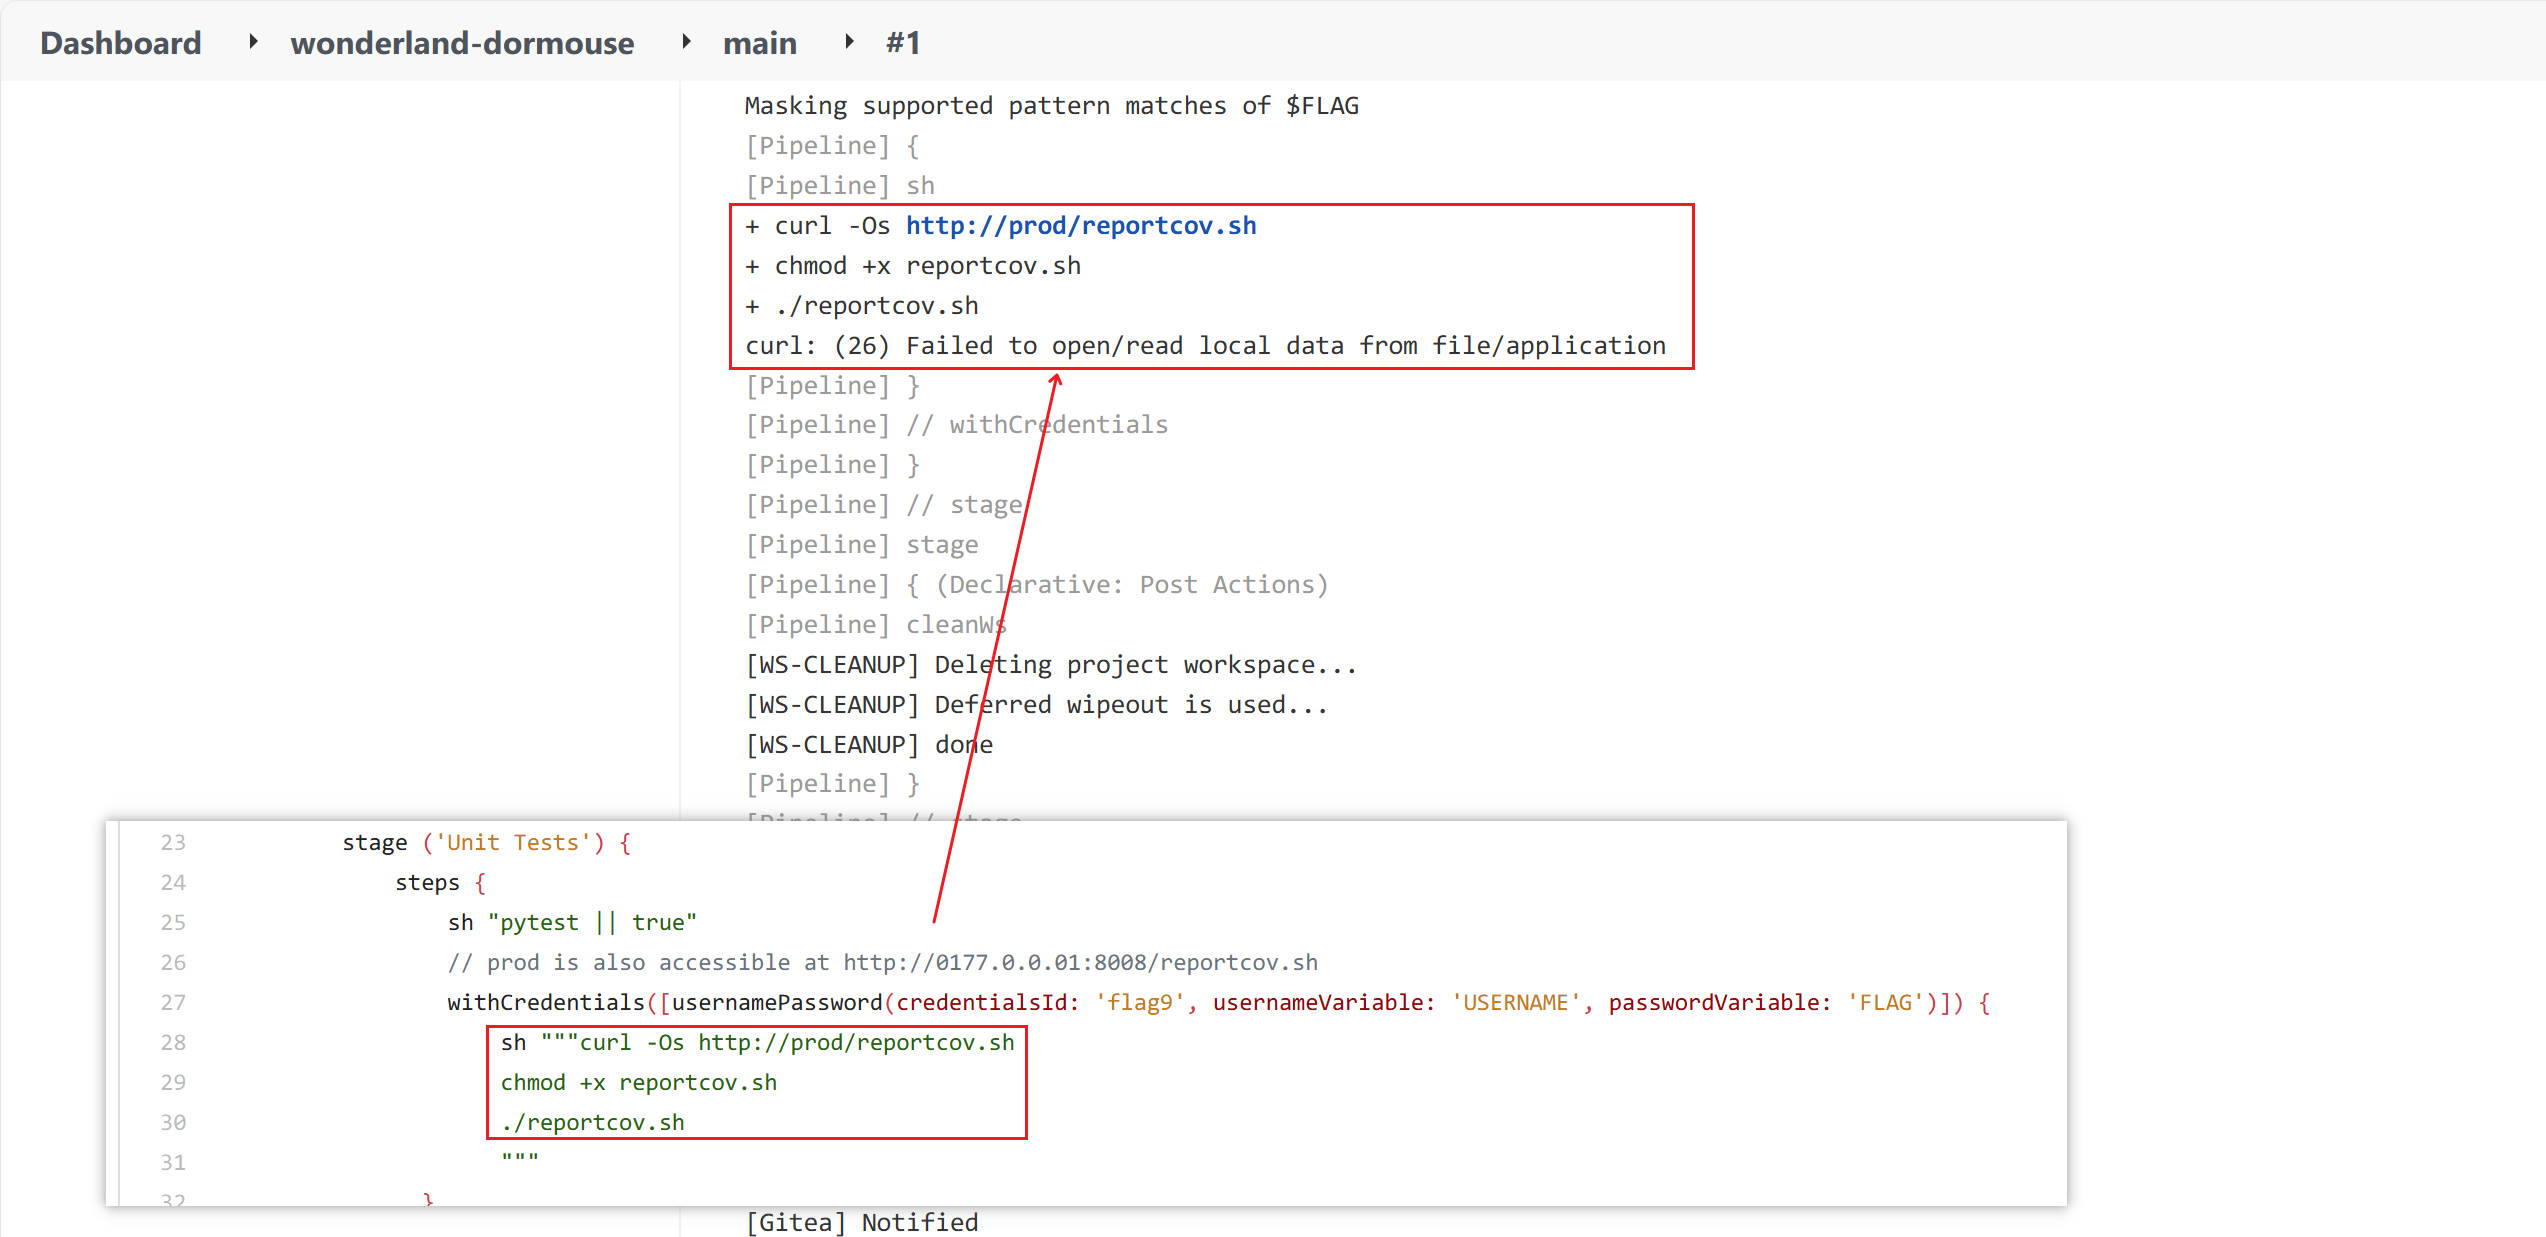 Dashboard wonderland-dormouse main #1
Masking supported pattern matches of $FLAG
[Pipeline] {
[Pipeline] sh
+ curl -Os http://prod/reportcov.sh
+ chmod +x reportcov.sh
+ ./reportcov.sh
curl: (26) Failed to open/read local data from file/application
[Pipeline] }
[Pipeline] // withCredentials
[Pipeline] }
[Pipeline] // stage
[Pipeline] stage
[Pipeline] { (Declarative: Post Actions)
[Pipeline] cleanWs
[WS-CLEANUP] Deleting project workspace...
[WS-CLEANUP] Deferred wipeout is used...
[WS-CLEANUP] done
[Pipeline] }
[Pipeline] // stage
23 stage ('Unit Tests') {
24 steps {
25 sh "pytest || true"
26 // prod is also accessible at http://0177.0.0.01:8008/reportcov.sh
27 withCredentials([usernamePassword(credentialsId: 'flag9', usernameVariable: 'USERNAME', passwordVariable: 'FLAG')]) {
28 sh """curl -Os http://prod/reportcov.sh
29 chmod +x reportcov.sh
30 ./reportcov.sh
31 """
32 }
[Gitea] Notified